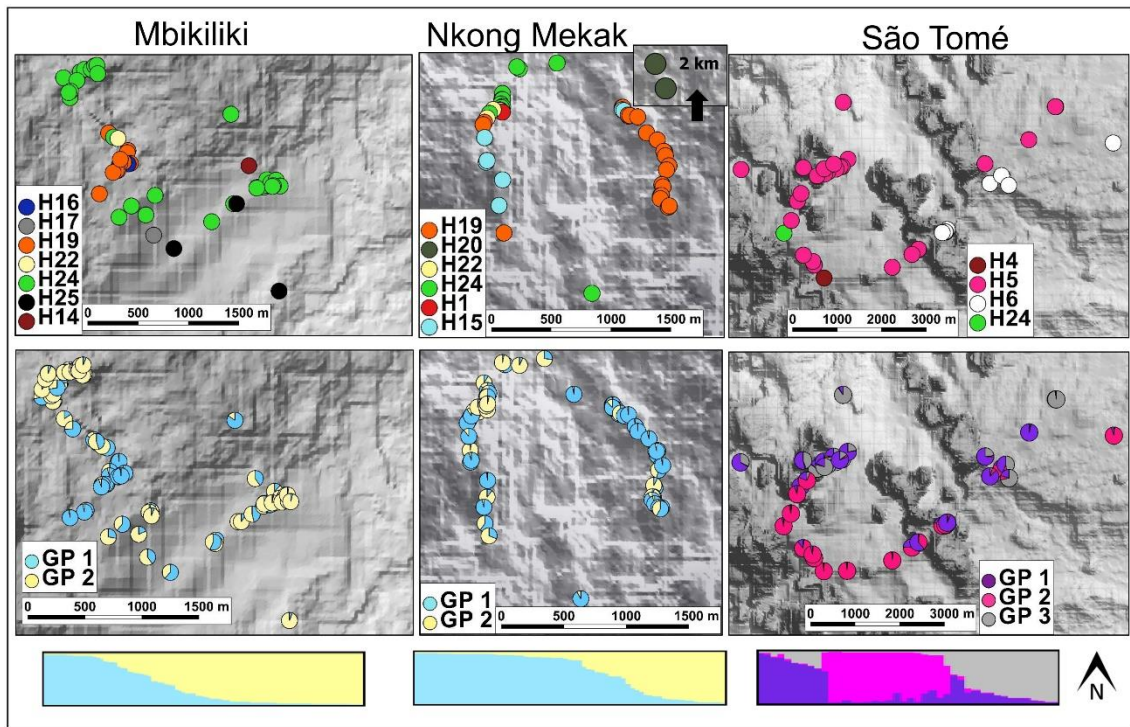 Mbikiliki
Nkong Mekak
São Tomé
2 km
H16
H17
H19
H22
H24
H25
H14
0 500 1000 1500 m
H19
H20
H22
H24
H1
H15
0 500 1000 1500 m
H4
H5
H6
H24
0 1000 2000 3000 m
GP 1
GP 2
0 500 1000 1500 m
GP 1
GP 2
0 500 1000 1500 m
GP 1
GP 2
GP 3
0 1000 2000 3000 m
N